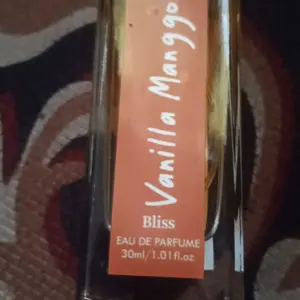 Vanilla Manggo
Bliss
EAU DE PARFUME
30ml/1.01fl.oz